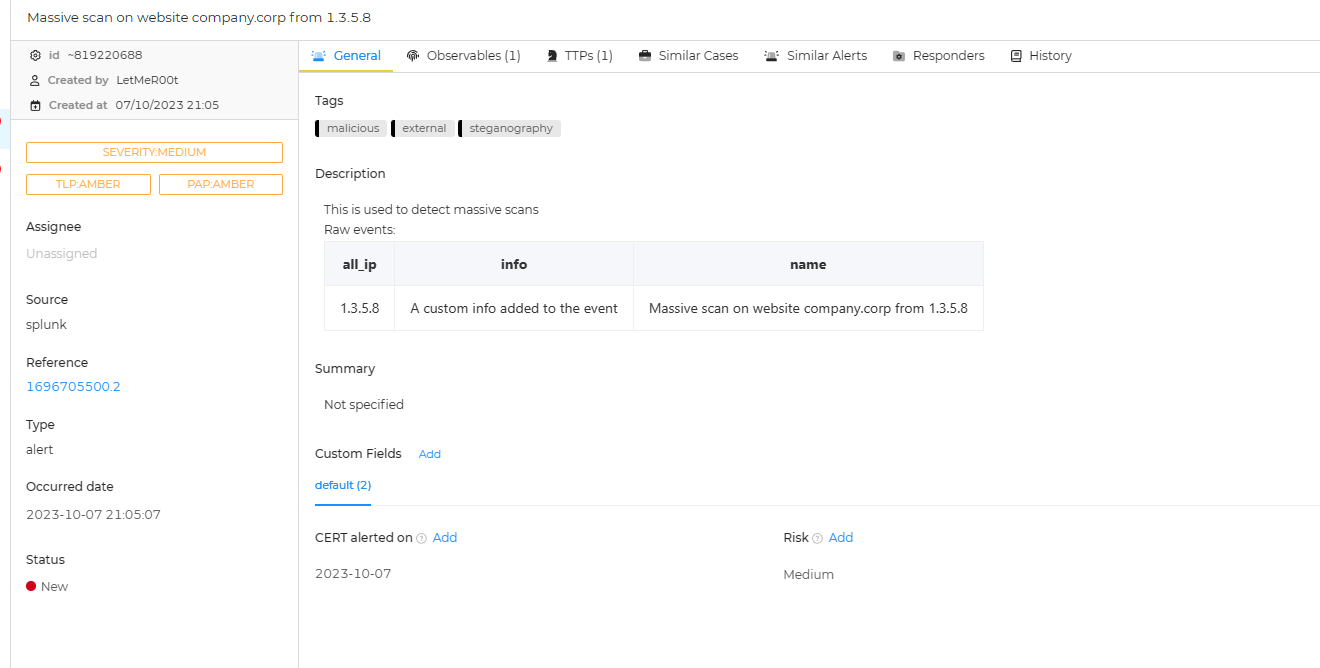 Massive scan on website company.corp from 1.3.5.8
id ~819220688
Created by LetMeR00t
Created at 07/10/2023 21:05
SEVERITY:MEDIUM
TLP:AMBER PAP:AMBER
Assignee
Unassigned
Source
splunk
Reference
1696705500.2
Type
alert
Occurred date
2023-10-07 21:05:07
Status
New
General Observables (1) TTPs (1) Similar Cases Similar Alerts Responders History
Tags
malicious external steganography
Description
This is used to detect massive scans
Raw events:
all_ip info name
1.3.5.8 A custom info added to the event Massive scan on website company.corp from 1.3.5.8
Summary
Not specified
Custom Fields Add
default (2)
CERT alerted on ? Add Risk ? Add
2023-10-07 Medium